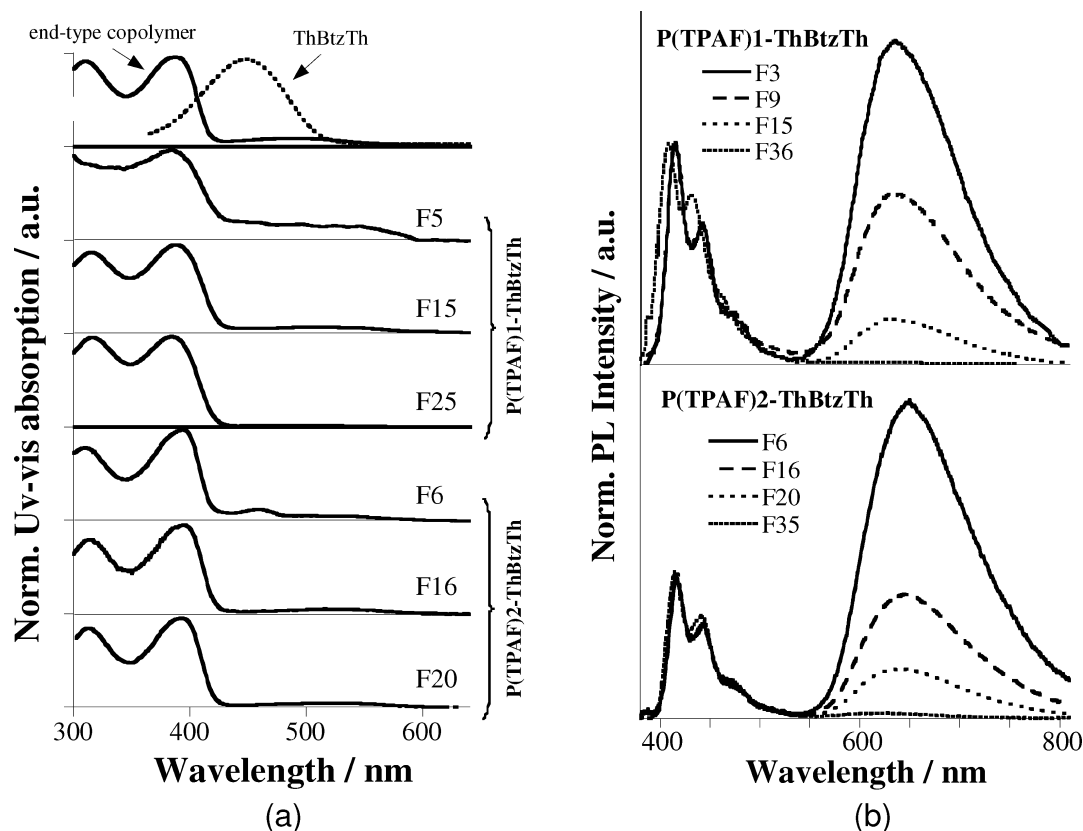 end-type copolymer
ThBtzTh
F5
F15
F25
F6
F16
F20
P(TPAF)1-ThBtzTh
P(TPAF)2-ThBtzTh
Norm. Uv-vis absorption / a.u.
300 400 500 600
Wavelength / nm
(a)
P(TPAF)1-ThBtzTh
F3
F9
F15
F36
P(TPAF)2-ThBtzTh
F6
F16
F20
F35
Norm. PL Intensity / a.u.
400 600 800
Wavelength / nm
(b)